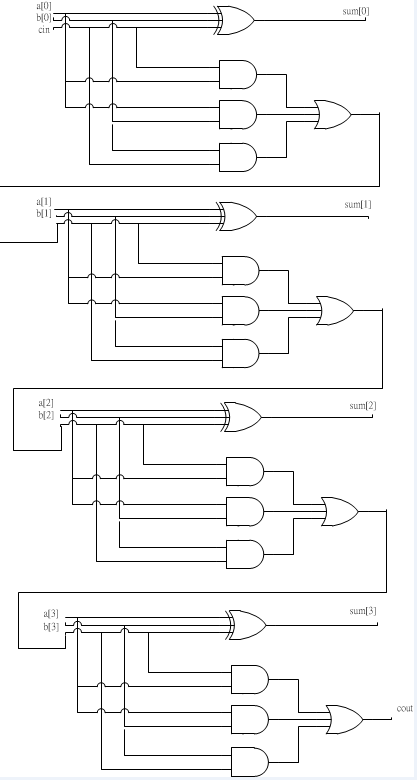 a[0]
sum[0]
b[0]
cin
a[1]
sum[1]
b[1]
a[2]
sum[2]
b[2]
a[3]
sum[3]
b[3]
cout